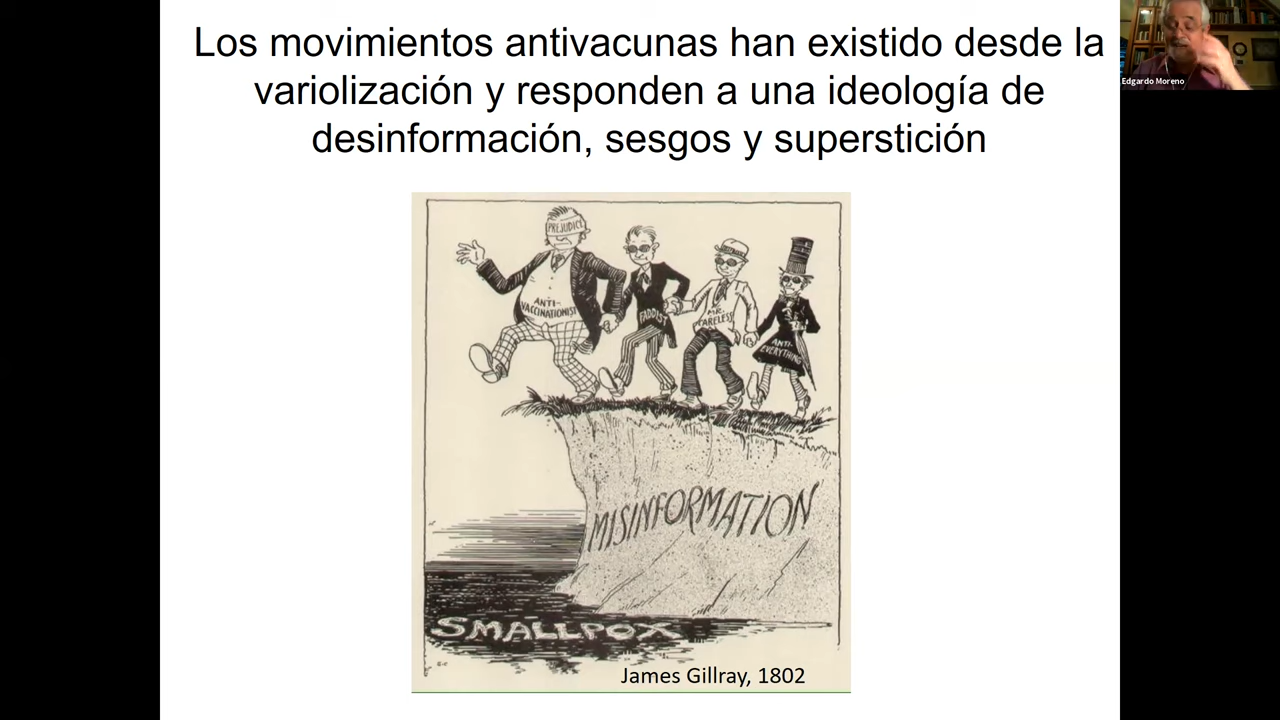 Los movimientos antivacunas han existido desde la
variolización y responden a una ideología de
desinformación, sesgos y superstición
Edgardo Moreno
PREJUDICE
ANTI-
VACCINATIONIST
FADDIST
MR.
CARELESS
ANTI-
EVERYTHING
MISINFORMATION
SMALLPOX
James Gillray, 1802